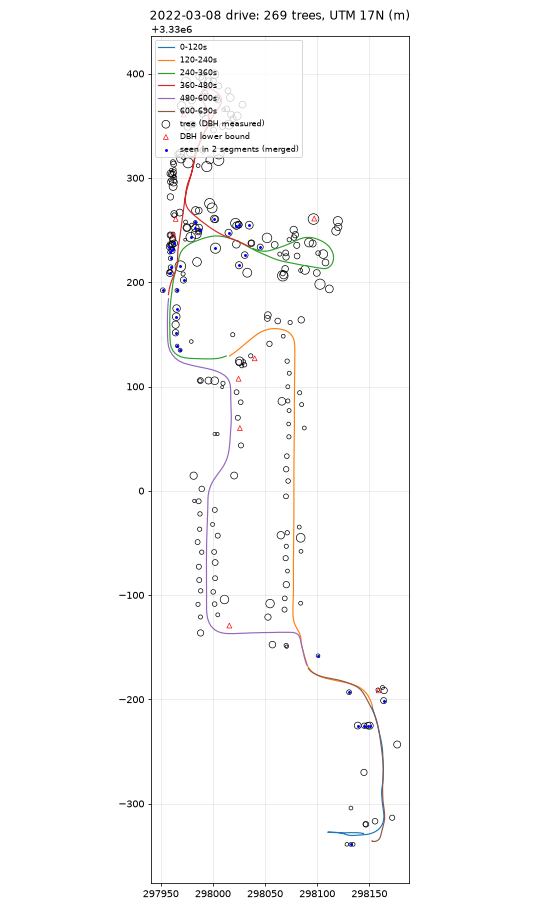 2022-03-08 drive: 269 trees, UTM 17N (m)
+3.33e6
0-120s
120-240s
240-360s
360-480s
480-600s
600-690s
tree (DBH measured)
DBH lower bound
seen in 2 segments (merged)
400
300
200
100
0
−100
−200
−300
297950 298000 298050 298100 298150